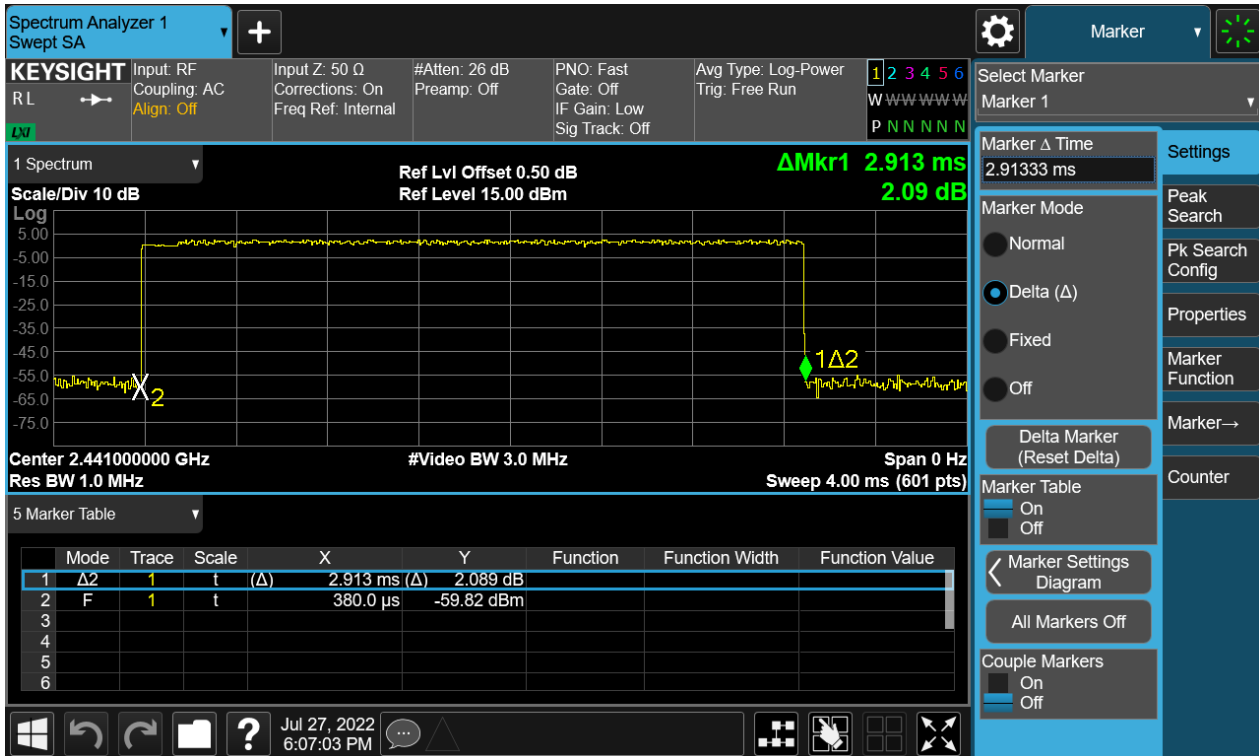 Spectrum Analyzer 1
Swept SA
+
Marker
KEYSIGHT
R L
LXI
Input: RF
Coupling: AC
Align: Off
Input Z: 50 Ω
Corrections: On
Freq Ref: Internal
#Atten: 26 dB
Preamp: Off
PNO: Fast
Gate: Off
IF Gain: Low
Sig Track: Off
Avg Type: Log-Power
Trig: Free Run
1 2 3 4 5 6
W W W W W W
P N N N N N
Select Marker
Marker 1
1 Spectrum
Scale/Div 10 dB
Ref Lvl Offset 0.50 dB
Ref Level 15.00 dBm
ΔMkr1 2.913 ms
2.09 dB
Log
5.00
-5.00
-15.0
-25.0
-35.0
-45.0
-55.0
-65.0
-75.0
2
1Δ2
Center 2.441000000 GHz
Res BW 1.0 MHz
#Video BW 3.0 MHz
Span 0 Hz
Sweep 4.00 ms (601 pts)
5 Marker Table
Mode Trace Scale X Y Function Function Width Function Value
1 Δ2 1 t (Δ) 2.913 ms (Δ) 2.089 dB
2 F 1 t 380.0 µs -59.82 dBm
3
4
5
6
Marker Δ Time
2.91333 ms
Marker Mode
Normal
Delta (Δ)
Fixed
Off
Delta Marker
(Reset Delta)
Marker Table
On
Off
Marker Settings
Diagram
All Markers Off
Couple Markers
On
Off
Settings
Peak
Search
Pk Search
Config
Properties
Marker
Function
Marker→
Counter
?
Jul 27, 2022
6:07:03 PM